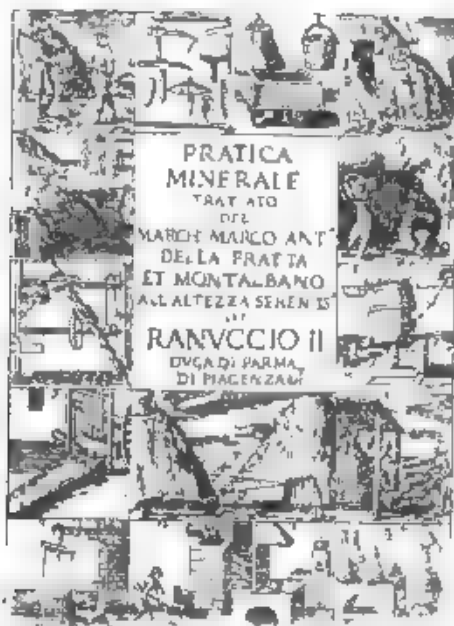 PRATICA
MINERALE
TRATTATO
DEL
MARCH. MARCO ANT.
DELLA FRATTA
ET MONTALBANO
ALL ALTEZZA SEREN
RANVCCIO II
DVCA DI PARMA,
DI PIACENZA